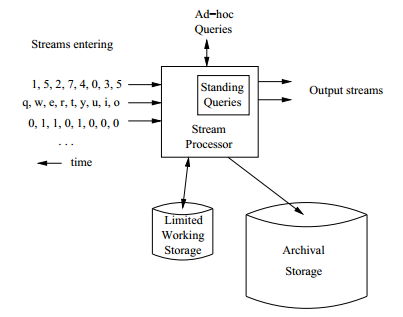 Ad-hoc
Queries
Streams entering
1, 5, 2, 7, 4, 0, 3, 5
q, w, e, r, t, y, u, i, o
0, 1, 1, 0, 1, 0, 0, 0
. . .
time
Standing
Queries
Stream
Processor
Output streams
Limited
Working
Storage
Archival
Storage